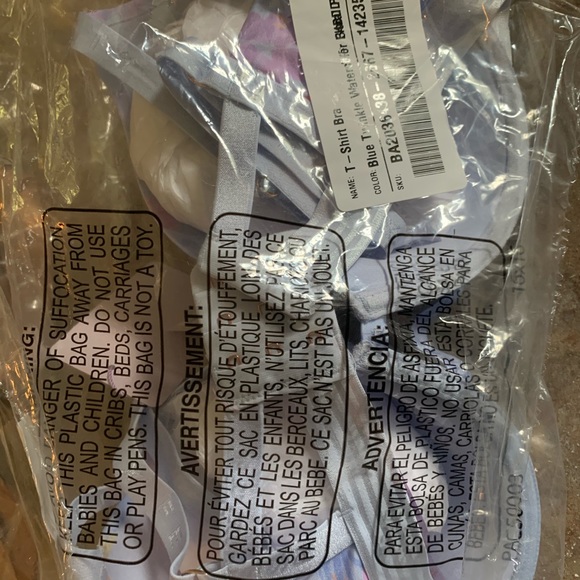 NAME: T-Shirt Bra
COLOR: Blue
SKU:
DANGER OF SUFFOCATION.
KEEP THIS PLASTIC BAG AWAY FROM
BABIES AND CHILDREN. DO NOT USE
THIS BAG IN CRIBS, BEDS, CARRIAGES
OR PLAY PENS. THIS BAG IS NOT A TOY.
AVERTISSEMENT:
POUR ÉVITER TOUT RISQUE D'ÉTOUFFEMENT,
GARDEZ CE SAC EN PLASTIQUE LOIN DES
BÉBES ET LES ENFANTS, N'UTILISEZ PAS CE
SAC DANS LES BERCEAUX, LITS, CHARIOTS OU
PARC AU BEBE. CE SAC N'EST PAS UN JOUET.
ADVERTENCIA:
PARA EVITAR EL PELIGRO DE ASFIXIA, MANTENGA
ESTA BOLSA DE PLASTICO FUERA DEL ALCANCE
DE BEBES NIÑOS. NO USAR ESTA BOLSA EN
CUNAS, CAMAS, CARRIOLAS O CORRALES PARA
PAC50003